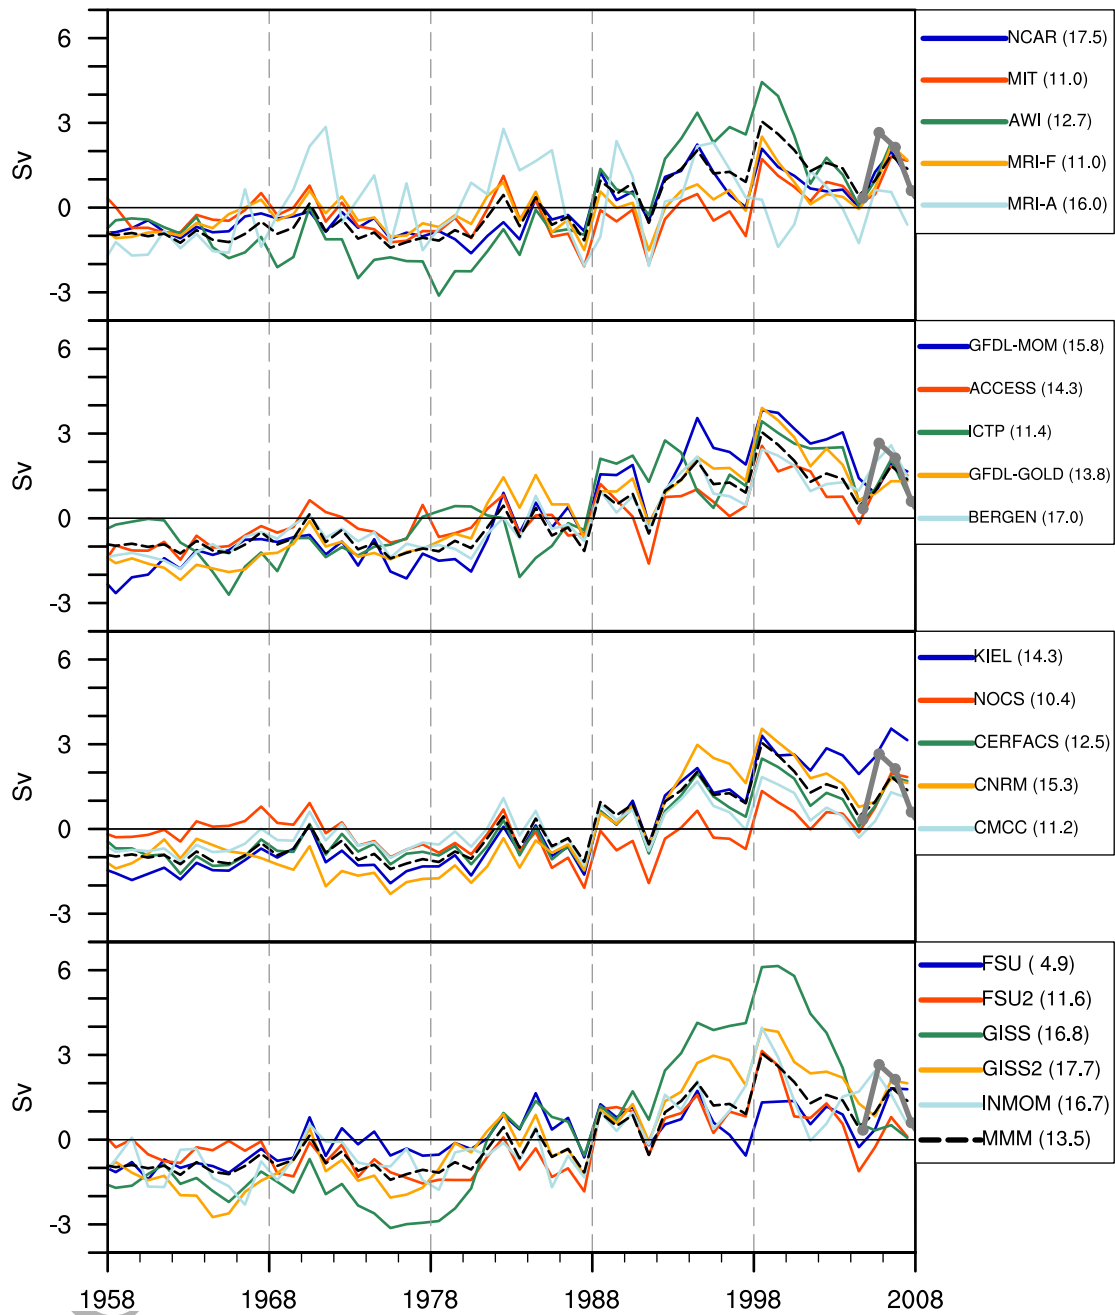 6
3
0
-3
Sv
NCAR (17.5)
MIT (11.0)
AWI (12.7)
MRI-F (11.0)
MRI-A (16.0)
6
3
0
-3
Sv
GFDL-MOM (15.8)
ACCESS (14.3)
ICTP (11.4)
GFDL-GOLD (13.8)
BERGEN (17.0)
6
3
0
-3
Sv
KIEL (14.3)
NOCS (10.4)
CERFACS (12.5)
CNRM (15.3)
CMCC (11.2)
6
3
0
-3
Sv
FSU ( 4.9)
FSU2 (11.6)
GISS (16.8)
GISS2 (17.7)
INMOM (16.7)
MMM (13.5)
1958 1968 1978 1988 1998 2008